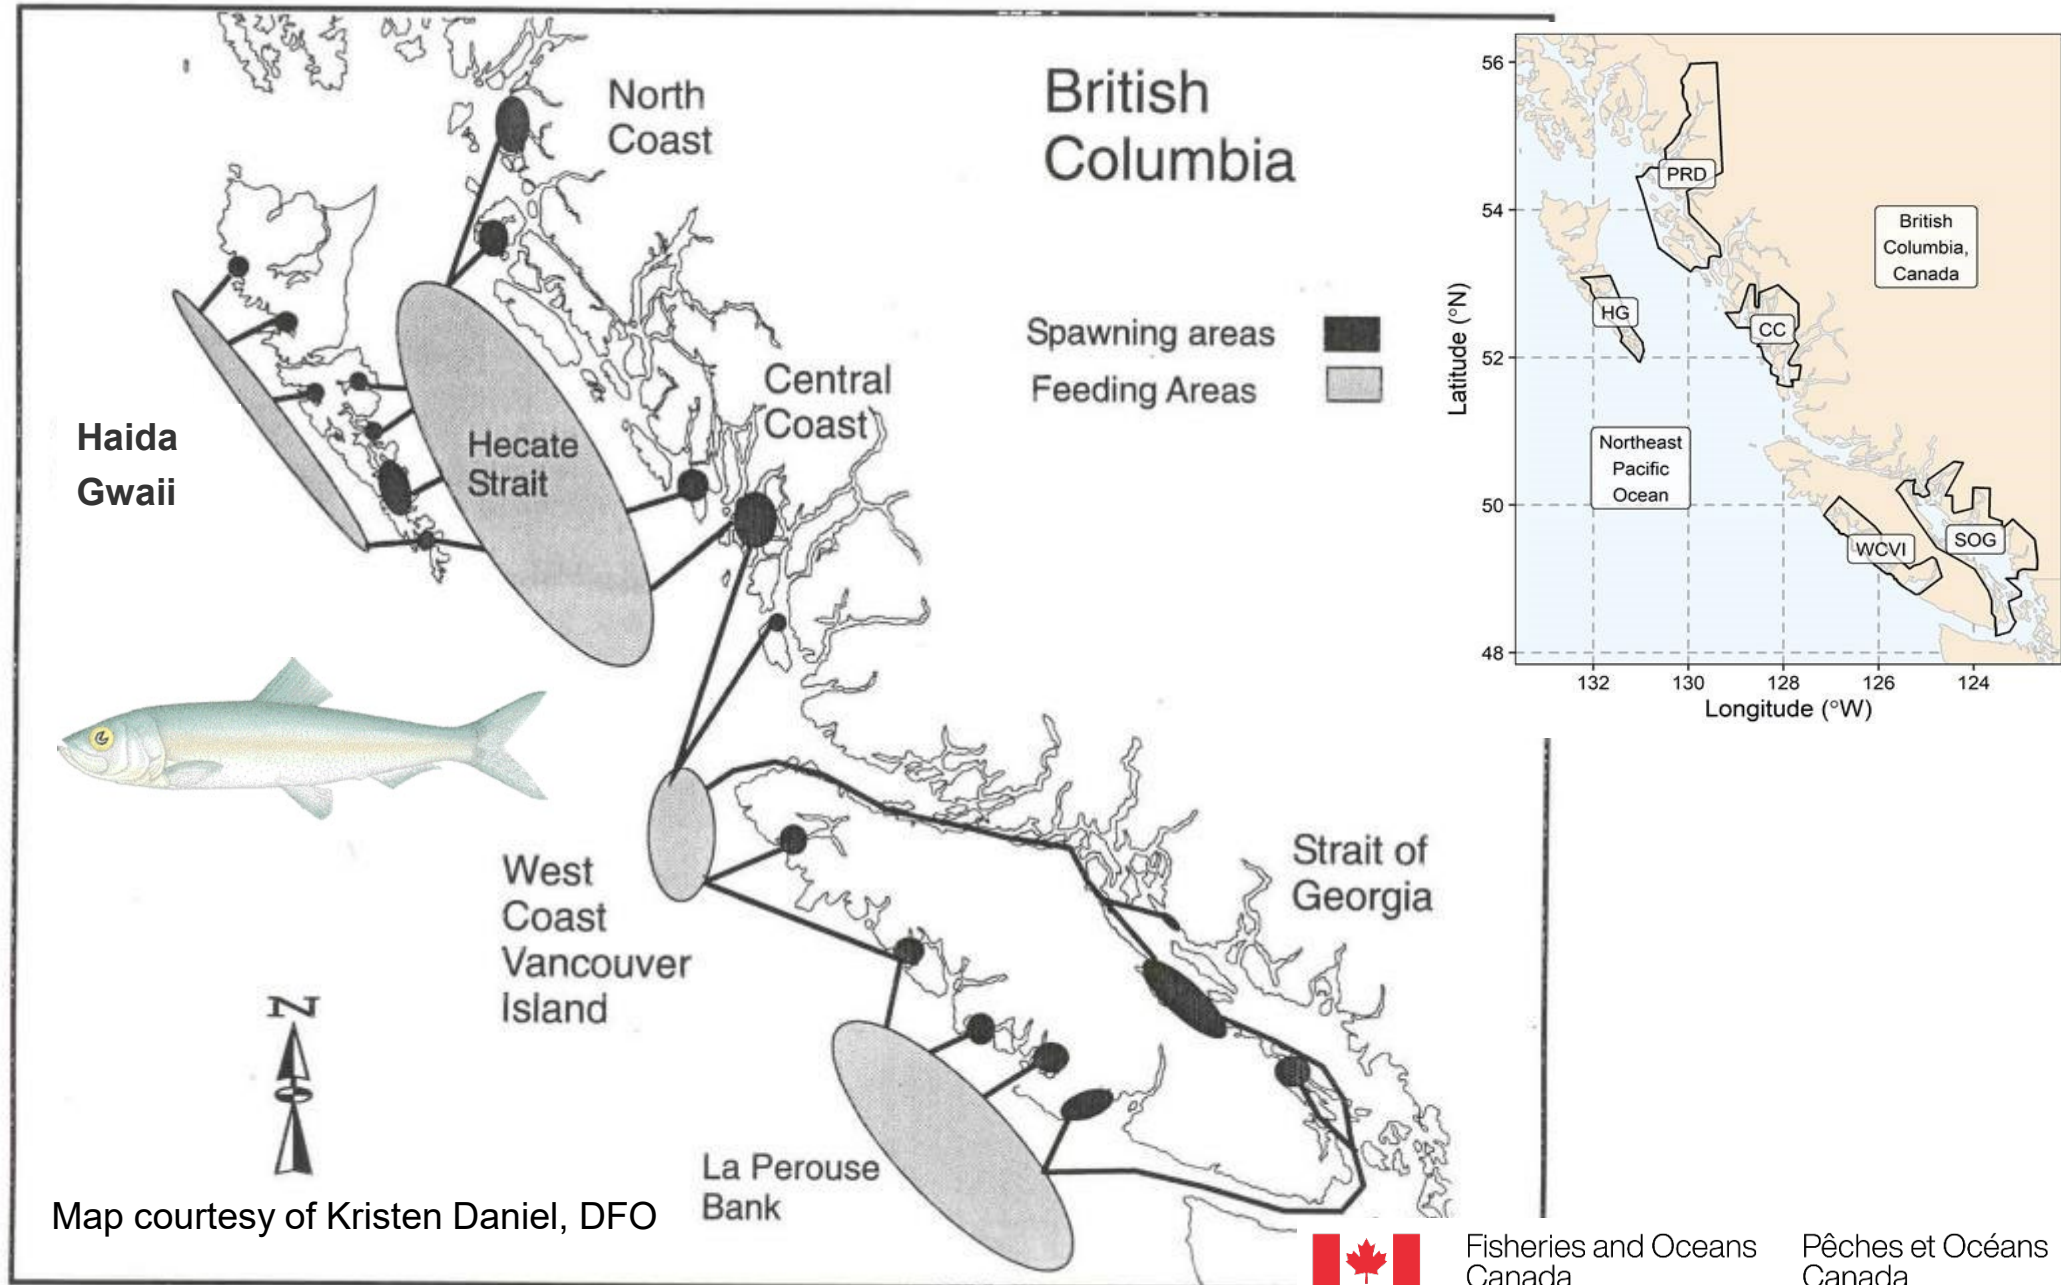 North
Coast
British
Columbia
Spawning areas
Feeding Areas
Central
Coast
Haida
Gwaii
Hecate
Strait
West
Coast
Vancouver
Island
Strait of
Georgia
La Perouse
Bank
N
Map courtesy of Kristen Daniel, DFO
56
54
52
50
48
Latitude (°N)
132
130
128
126
124
Longitude (°W)
PRD
HG
CC
WCVI
SOG
British
Columbia,
Canada
Northeast
Pacific
Ocean
Fisheries and Oceans
Canada
Pêches et Océans
Canada